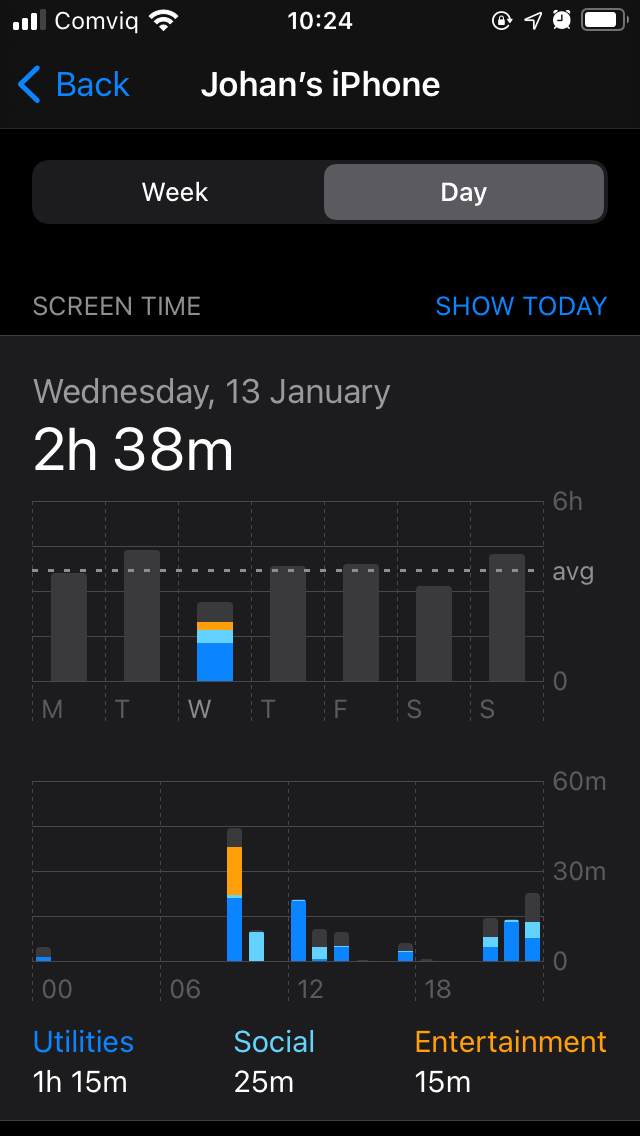 Comviq 10:24
Back Johan’s iPhone
Week Day
SCREEN TIME SHOW TODAY
Wednesday, 13 January
2h 38m
6h
avg
0
M T W T F S S
60m
30m
0
00 06 12 18
Utilities Social Entertainment
1h 15m 25m 15m